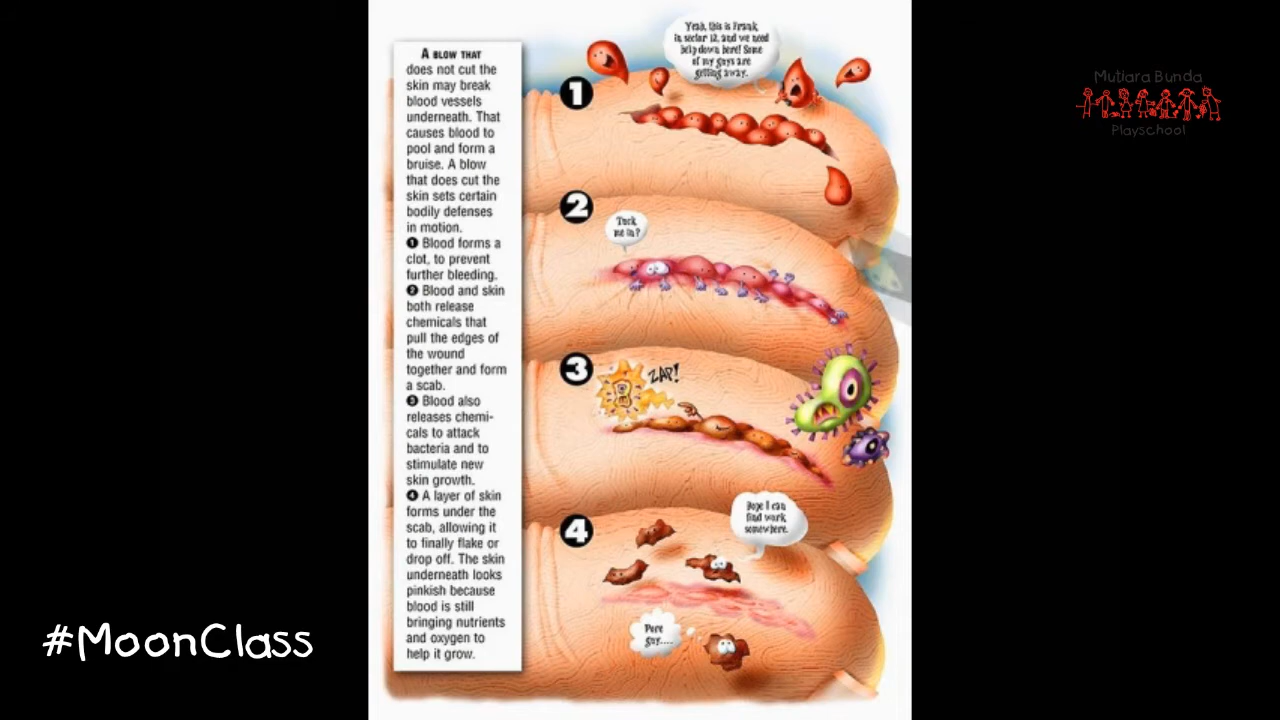 A BLOW THAT
does not cut the
skin may break
blood vessels
underneath. That
causes blood to
pool and form a
bruise. A blow
that does cut the
skin sets certain
bodily defenses
in motion.
❶ Blood forms a
clot, to prevent
further bleeding.
❷ Blood and skin
both release
chemicals that
pull the edges of
the wound
together and form
a scab.
❸ Blood also
releases chemi-
cals to attack
bacteria and to
stimulate new
skin growth.
❹ A layer of skin
forms under the
scab, allowing it
to finally flake or
drop off. The skin
underneath looks
pinkish because
blood is still
bringing nutrients
and oxygen to
help it grow.
1
Yeah, this is Frank
in sector 12, and we need
help down here! Some
of my guys are
getting away.
2
Tuck
me in?
3
ZAP!
4
Hope I can
find work
somewhere.
Pore
guy....
Mutiara Bunda
Playschool
#MoonClass